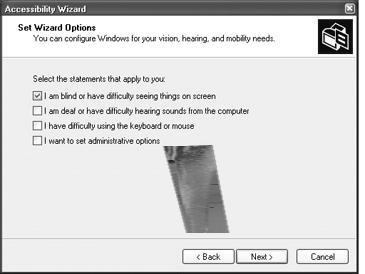 Accessibility Wizard
Set Wizard Options
You can configure Windows for your vision, hearing, and mobility needs.
Select the statements that apply to you:
I am blind or have difficulty seeing things on screen
I am deaf or have difficulty hearing sounds from the computer
I have difficulty using the keyboard or mouse
I want to set administrative options
< Back
Next >
Cancel